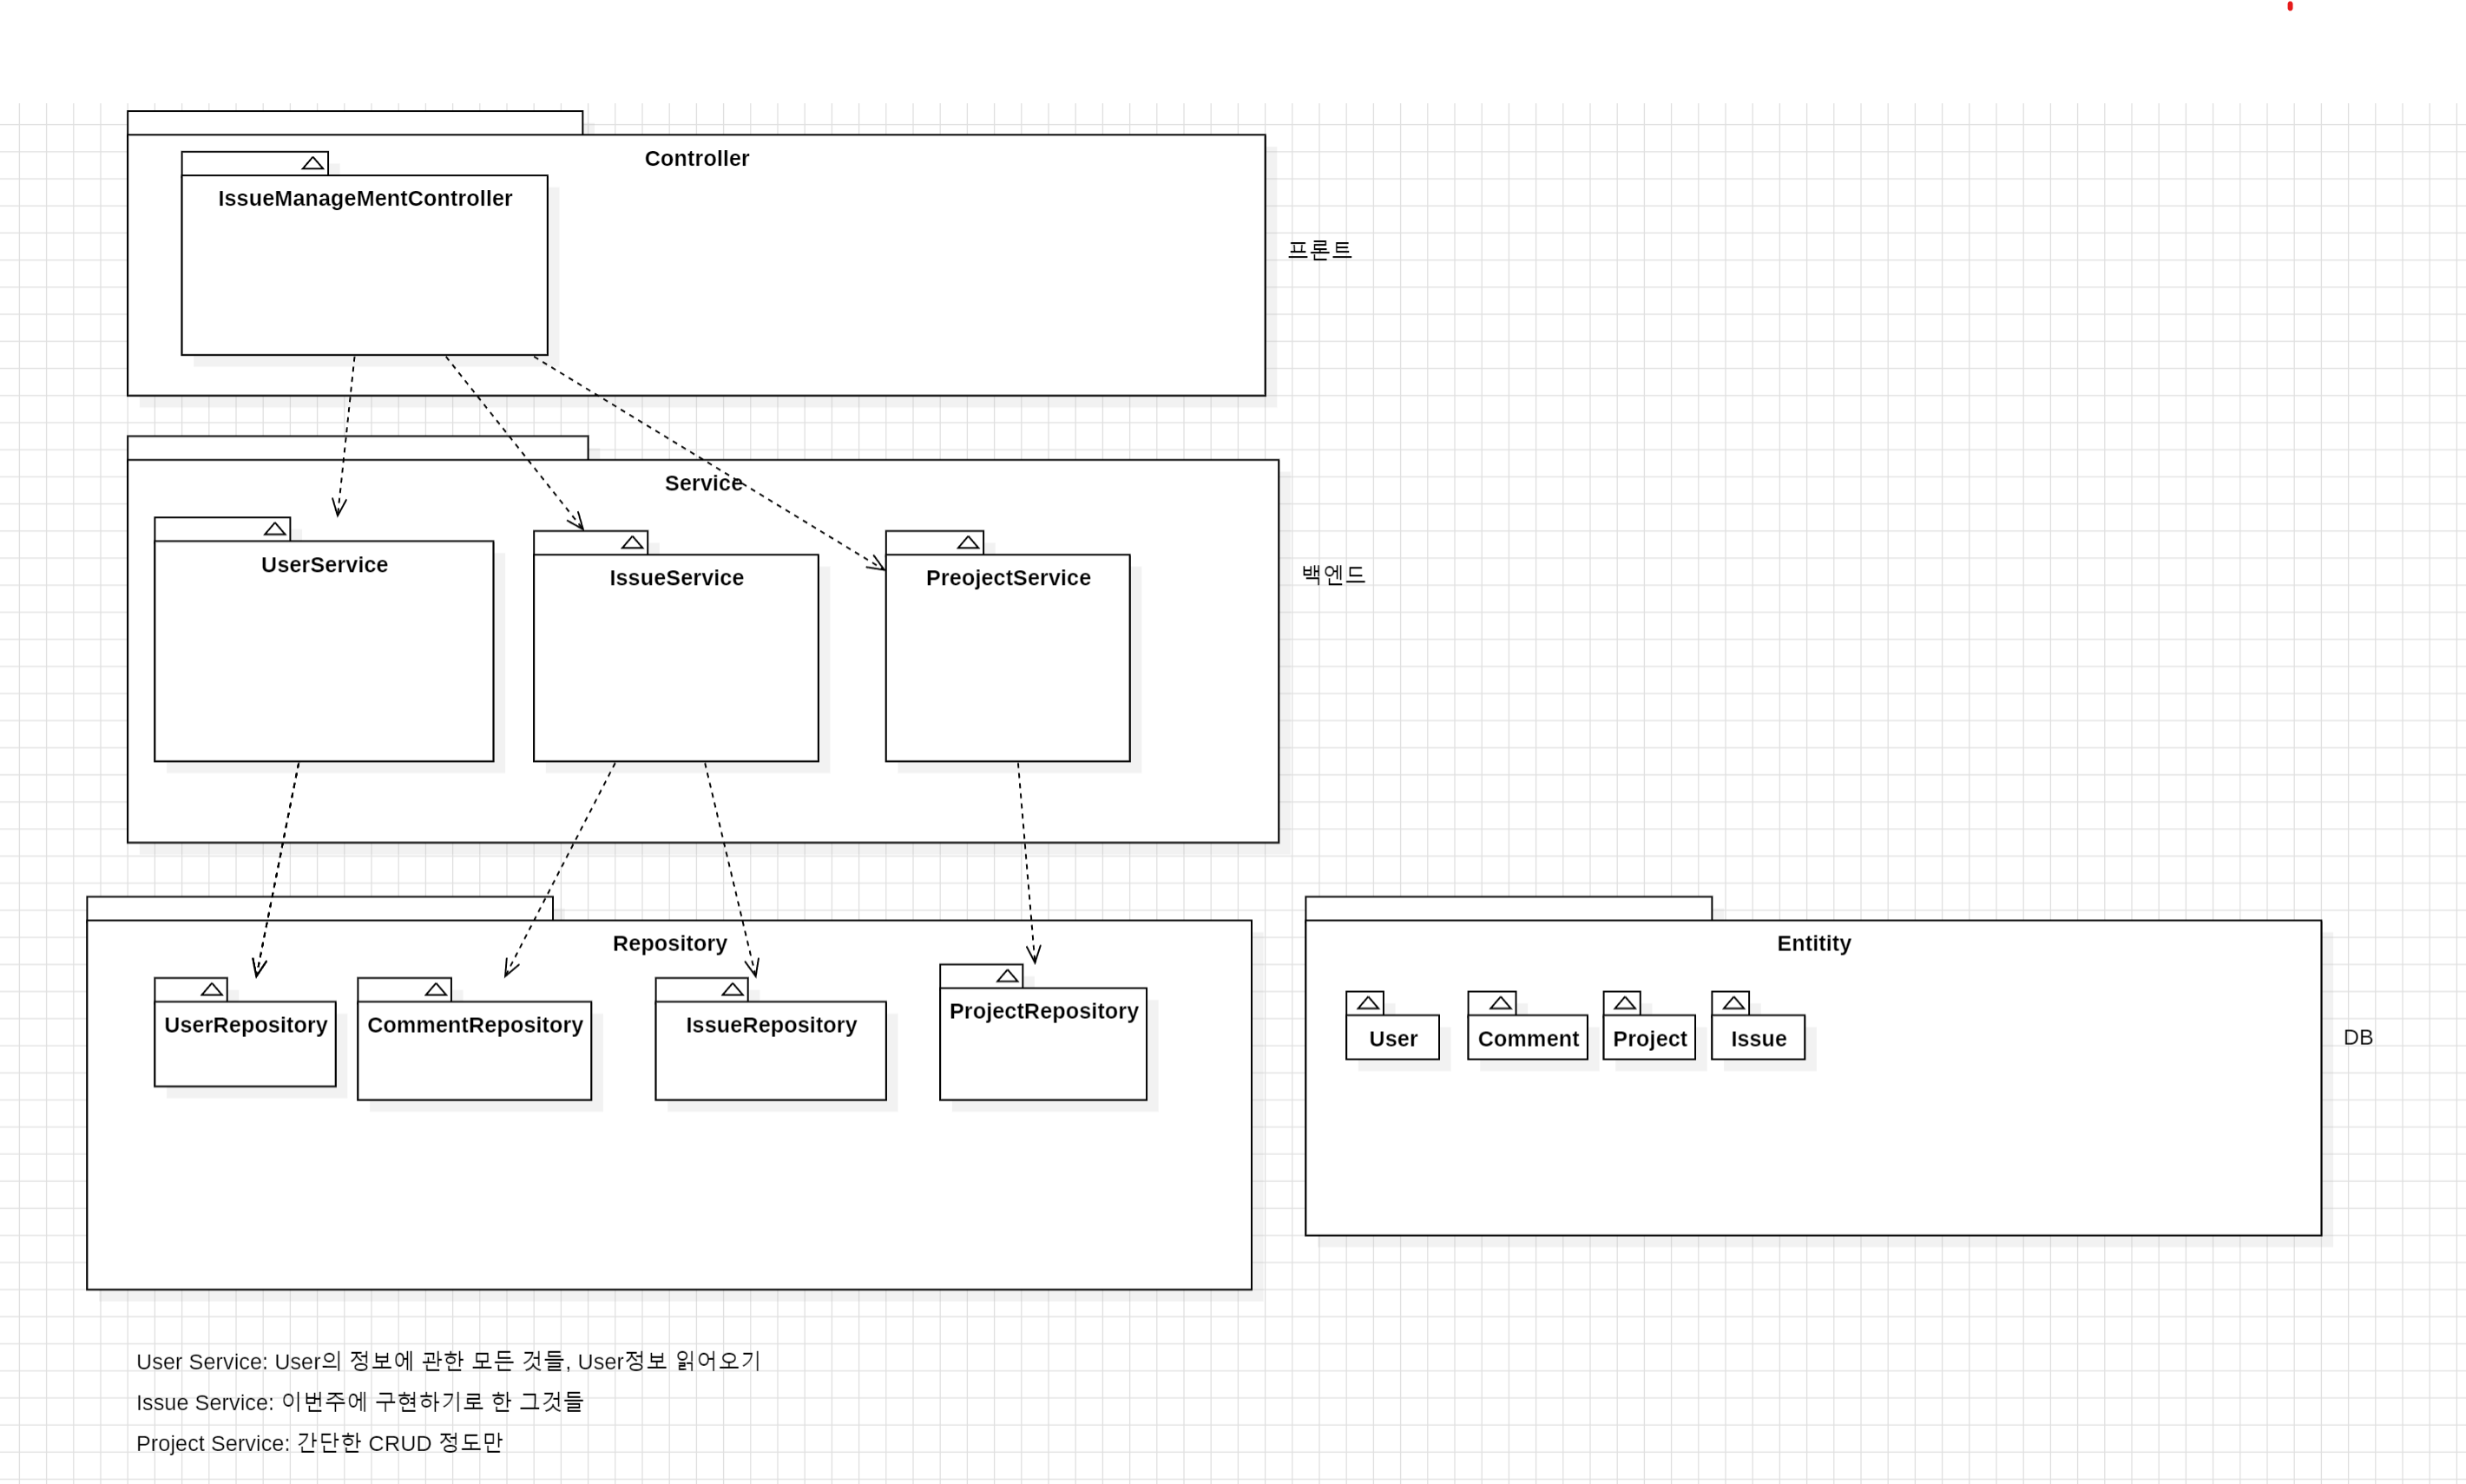 Controller
IssueManageMentController
프론트
Service
UserService
IssueService
PreojectService
백엔드
Repository
UserRepository
CommentRepository
IssueRepository
ProjectRepository
Entitity
User
Comment
Project
Issue
DB
User Service: User의 정보에 관한 모든 것들, User정보 읽어오기
Issue Service: 이번주에 구현하기로 한 그것들
Project Service: 간단한 CRUD 정도만